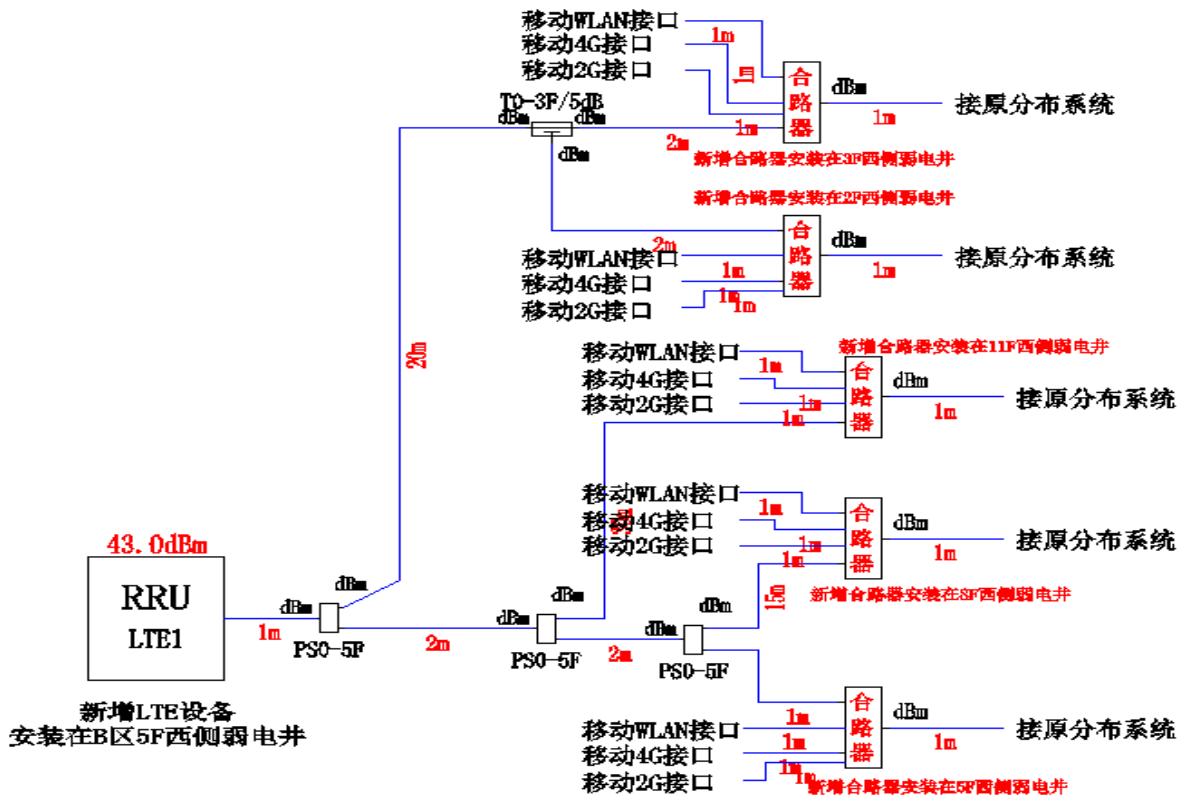 移动WLAN接口
1m
移动4G接口
移动2G接口
合路器
dBm
1m
接原分布系统
T0-3F/5dB
dBm
dBm
dBm
2m
1m
新增合路器安装在3F西侧弱电井
新增合路器安装在2F西侧弱电井
合路器
dBm
1m
接原分布系统
2m
移动WLAN接口
1m
移动4G接口
1m
1m
移动2G接口
20m
新增合路器安装在11F西侧弱电井
移动WLAN接口
1m
移动4G接口
1m
移动2G接口
1m
合路器
dBm
1m
接原分布系统
移动WLAN接口
1m
移动4G接口
1m
移动2G接口
1m
合路器
dBm
1m
接原分布系统
15m
新增合路器安装在8F西侧弱电井
43.0dBm
RRU
LTE1
1m
dBm
dBm
PS0-5F
2m
dBm
dBm
PS0-5F
2m
dBm
dBm
PS0-5F
新增LTE设备
安装在B区5F西侧弱电井
合路器
dBm
1m
接原分布系统
1m
移动WLAN接口
1m
移动4G接口
1m
1m
移动2G接口
新增合路器安装在5F西侧弱电井